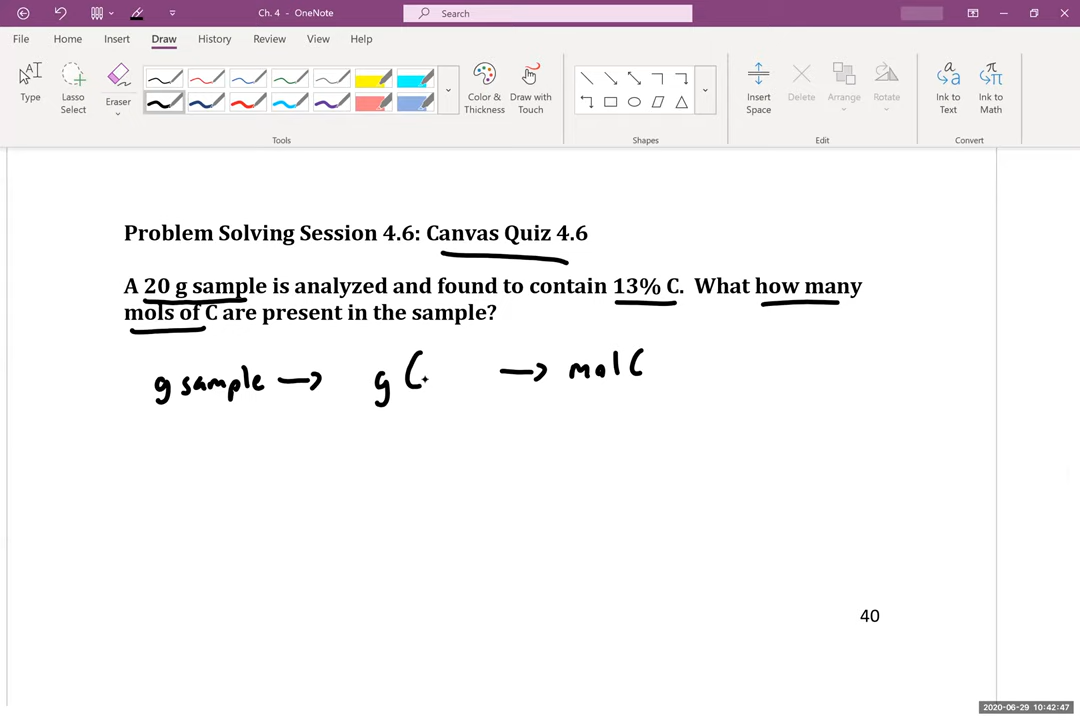 Ch. 4 - OneNote
Search
File Home Insert Draw History Review View Help
Type
Lasso Select
Eraser
Color & Thickness
Draw with Touch
Insert Space
Delete
Arrange
Rotate
Ink to Text
Ink to Math
Tools Shapes Edit Convert
Problem Solving Session 4.6: Canvas Quiz 4.6
A 20 g sample is analyzed and found to contain 13% C. What how many
mols of C are present in the sample?
g sample → g C → mol C
40
2020-06-29 10:42:47